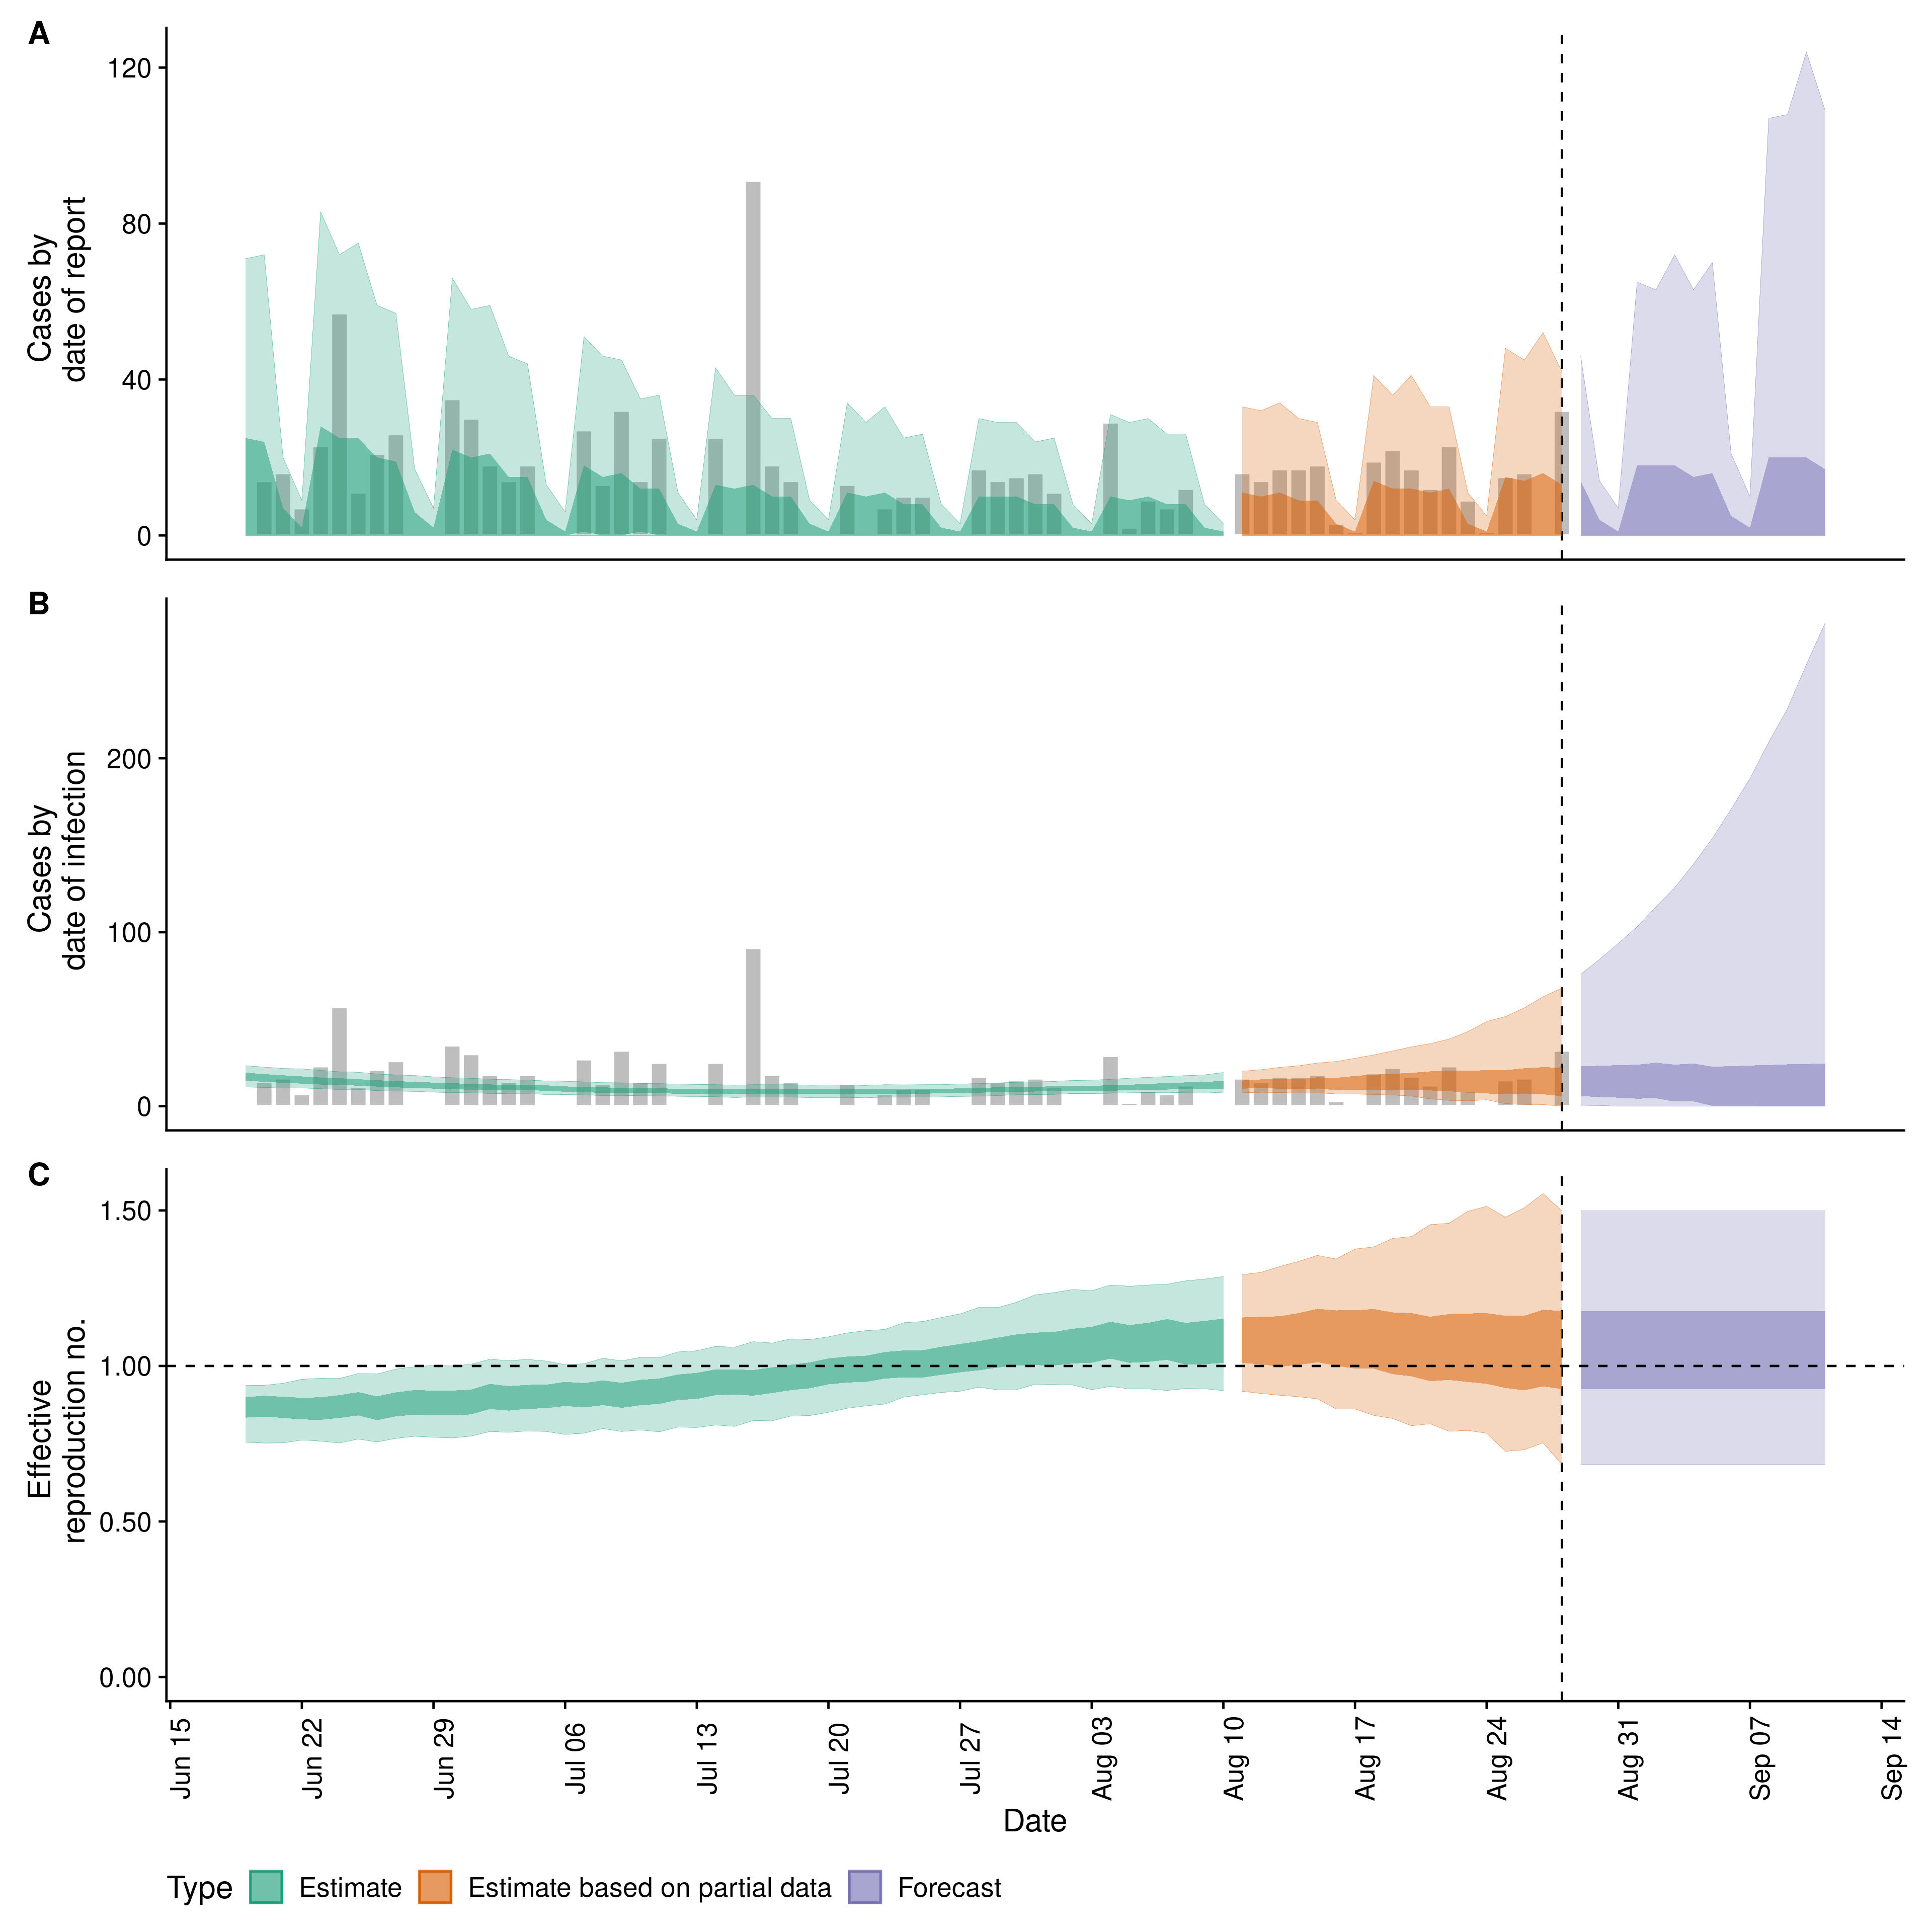 A
120
80
40
0
Cases by
date of report
B
200
100
0
Cases by
date of infection
C
1.50
1.00
0.50
0.00
Effective
reproduction no.
Jun 15
Jun 22
Jun 29
Jul 06
Jul 13
Jul 20
Jul 27
Aug 03
Aug 10
Aug 17
Aug 24
Aug 31
Sep 07
Sep 14
Date
Type Estimate Estimate based on partial data Forecast